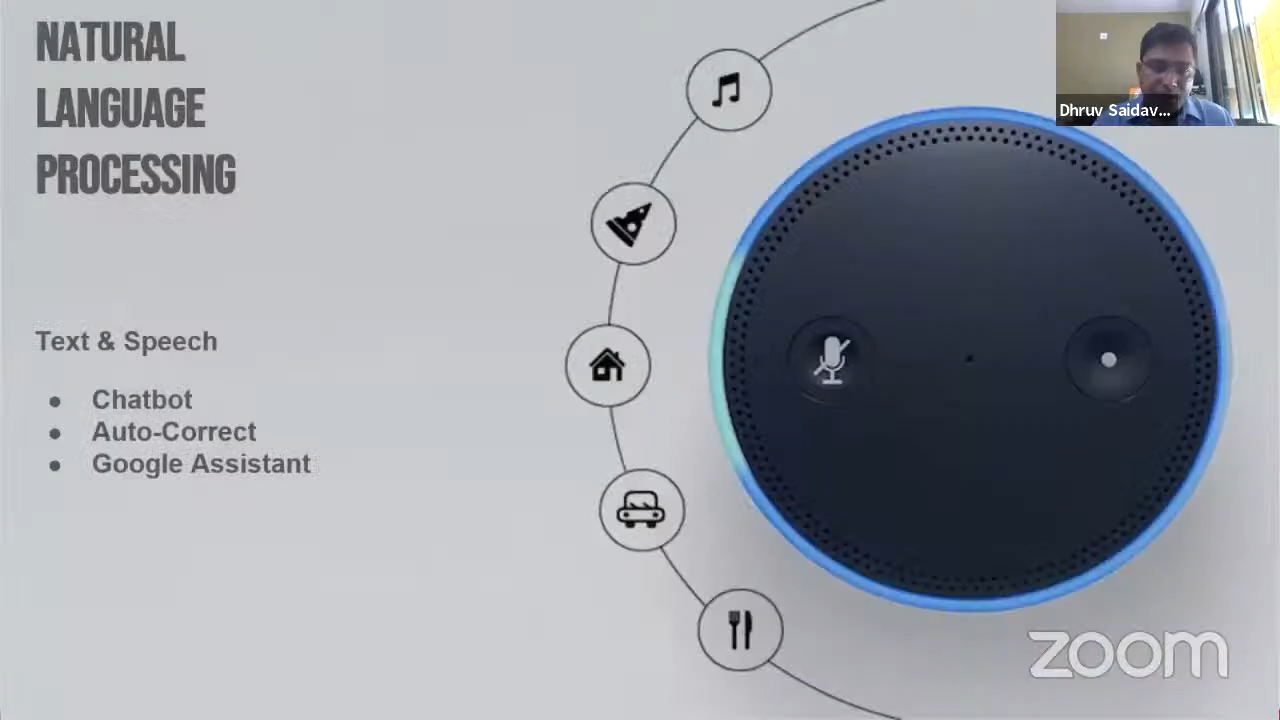 NATURAL
LANGUAGE
PROCESSING
Dhruv Saidav...
Text & Speech
• Chatbot
• Auto-Correct
• Google Assistant
zoom